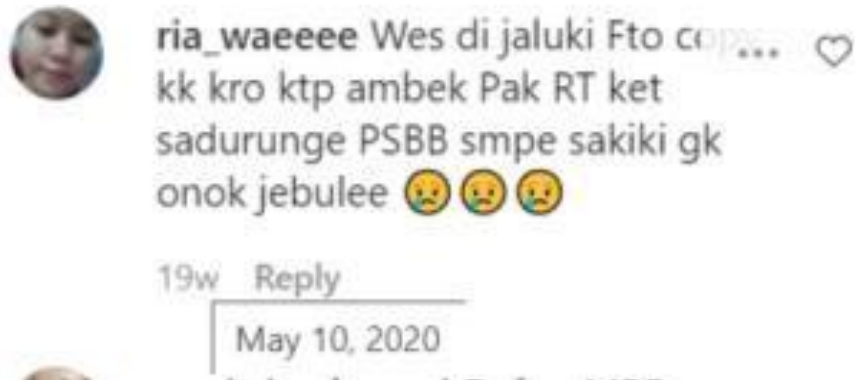 ria_waeeee Wes di jaluki Fto
kk kro ktp ambek Pak RT ket
sadurunge PSBB smpe sakiki gk
onok jebulee 😢😢😢
19w Reply
May 10, 2020